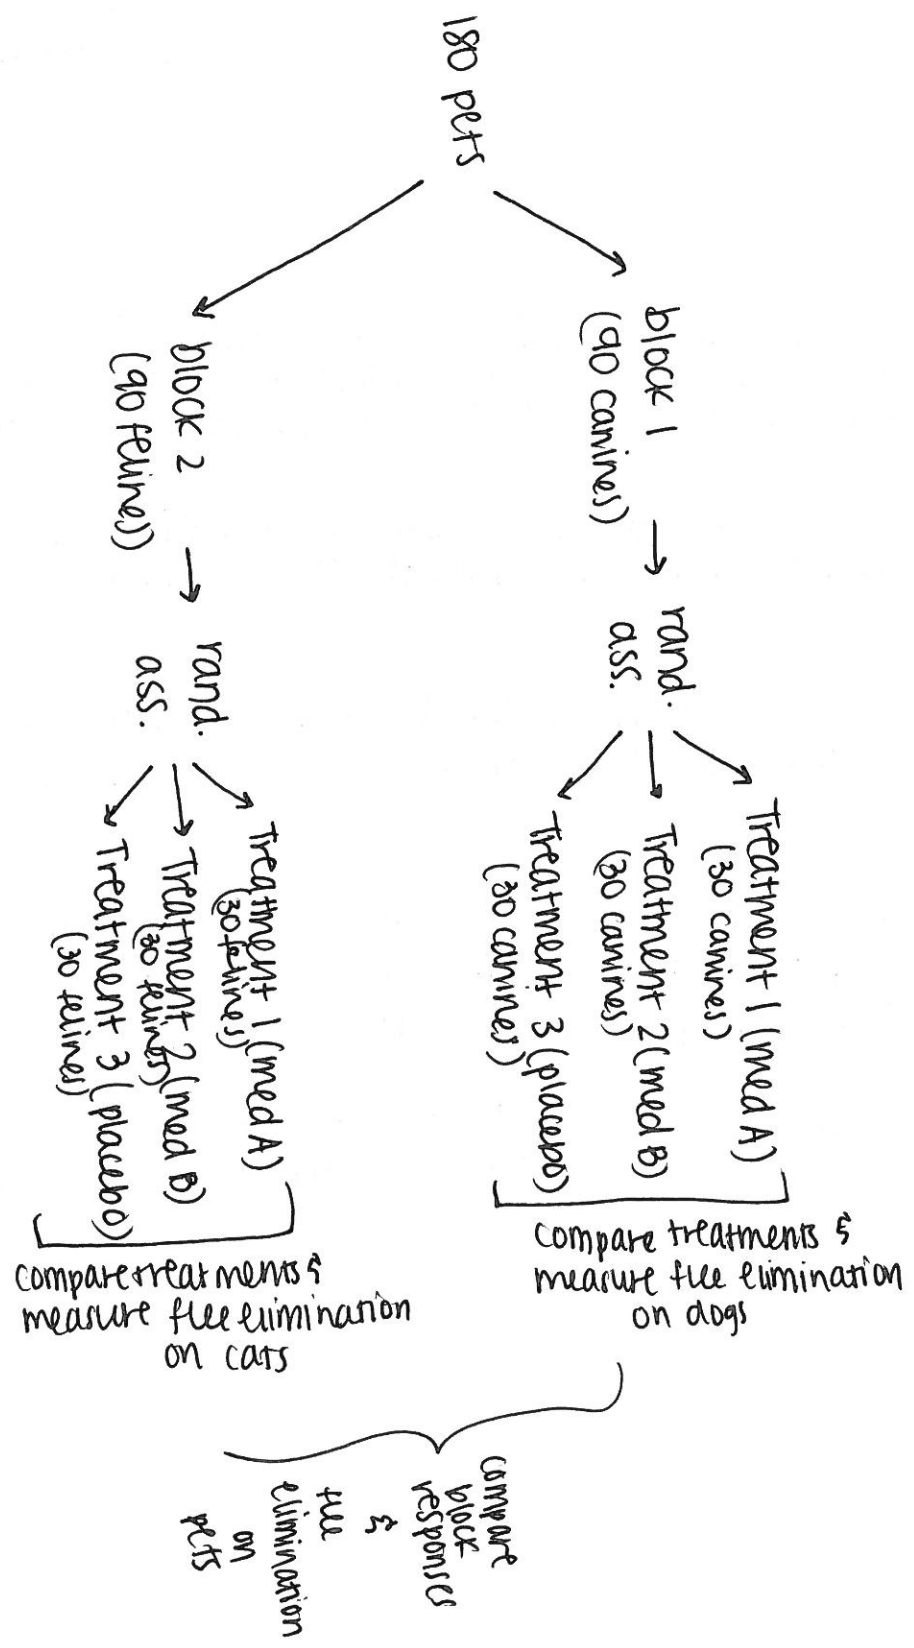 180 pets
block 1
(90 canines)
rand.
ass.
Treatment 1 (med A)
(30 canines)
Treatment 2 (med B)
(30 canines)
Treatment 3 (placebo)
(30 canines)
compare treatments &
measure flee elimination
on dogs
block 2
(90 felines)
rand.
ass.
Treatment 1 (med A)
(30 felines)
Treatment 2 (med B)
(30 felines)
Treatment 3 (placebo)
(30 felines)
compare treatments &
measure flee elimination
on cats
compare
block
responses
&
flee
elimination
on
pets